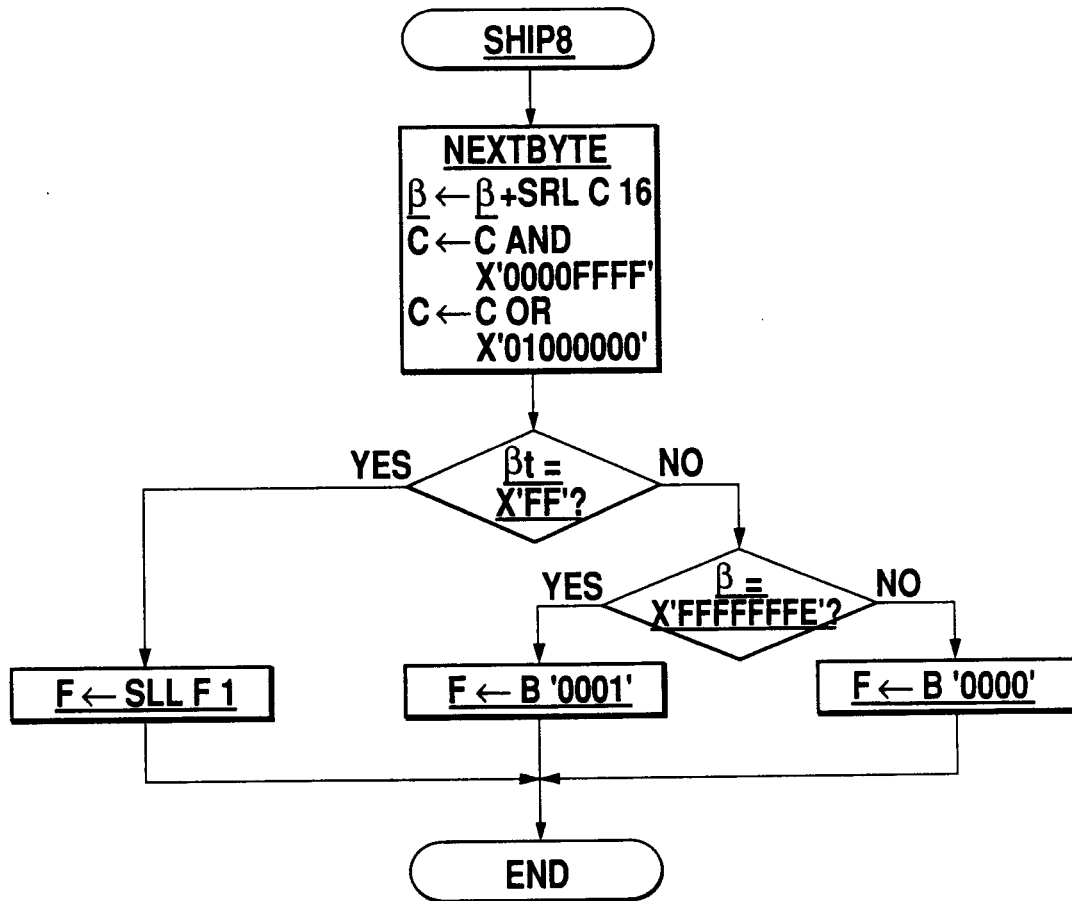 SHIP8
NEXTBYTE
β ← β+SRL C 16
C ← C AND
X'0000FFFF'
C ← C OR
X'01000000'
YES
βt =
X'FF'?
NO
YES
β =
X'FFFFFFFE'?
NO
F ← SLL F 1
F ← B '0001'
F ← B '0000'
END